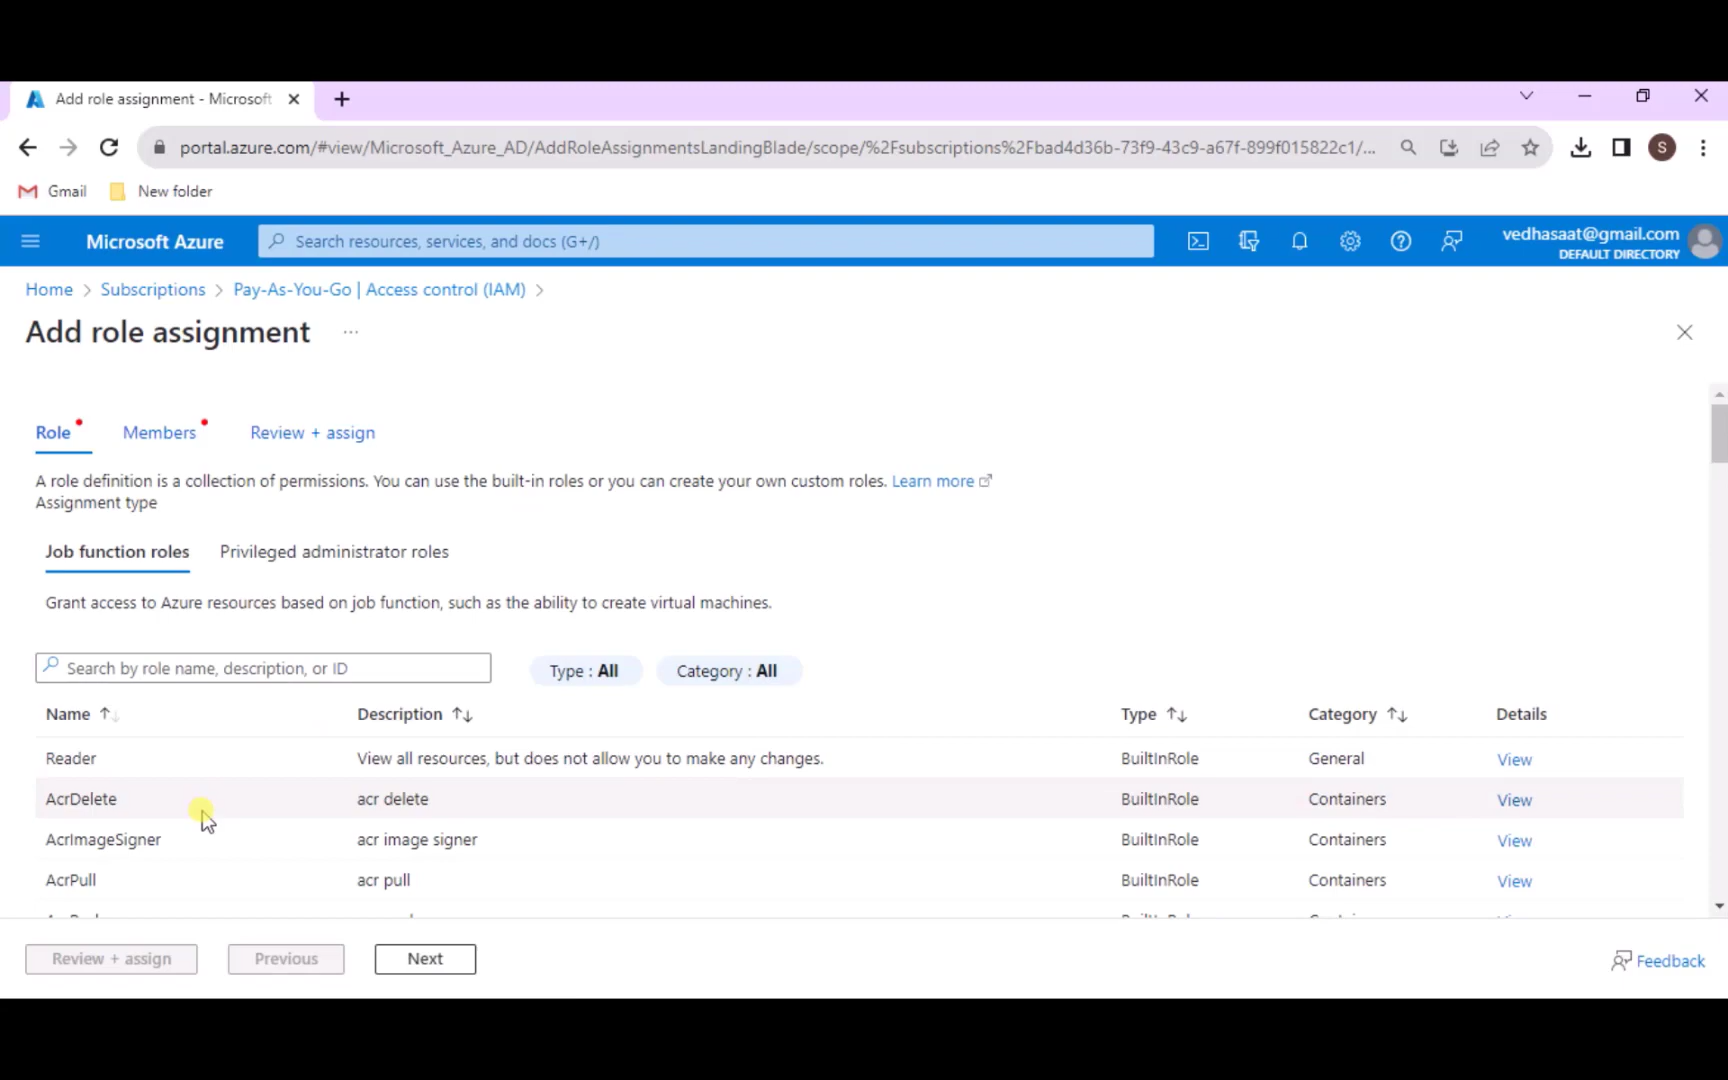 Add role assignment - Microsoft
portal.azure.com/#view/Microsoft_Azure_AD/AddRoleAssignmentsLandingBlade/scope/%2Fsubscriptions%2Fbad4d36b-73f9-43c9-a67f-899f015822c1/...
S
Gmail New folder
Microsoft Azure
Search resources, services, and docs (G+/)
vedhasaat@gmail.com
DEFAULT DIRECTORY
Home > Subscriptions > Pay-As-You-Go | Access control (IAM) >
Add role assignment ...
Role Members Review + assign
A role definition is a collection of permissions. You can use the built-in roles or you can create your own custom roles. Learn more
Assignment type
Job function roles Privileged administrator roles
Grant access to Azure resources based on job function, such as the ability to create virtual machines.
Search by role name, description, or ID Type : All Category : All
Name Description Type Category Details
Reader View all resources, but does not allow you to make any changes. BuiltInRole General View
AcrDelete acr delete BuiltInRole Containers View
AcrImageSigner acr image signer BuiltInRole Containers View
AcrPull acr pull BuiltInRole Containers View
Review + assign Previous Next Feedback